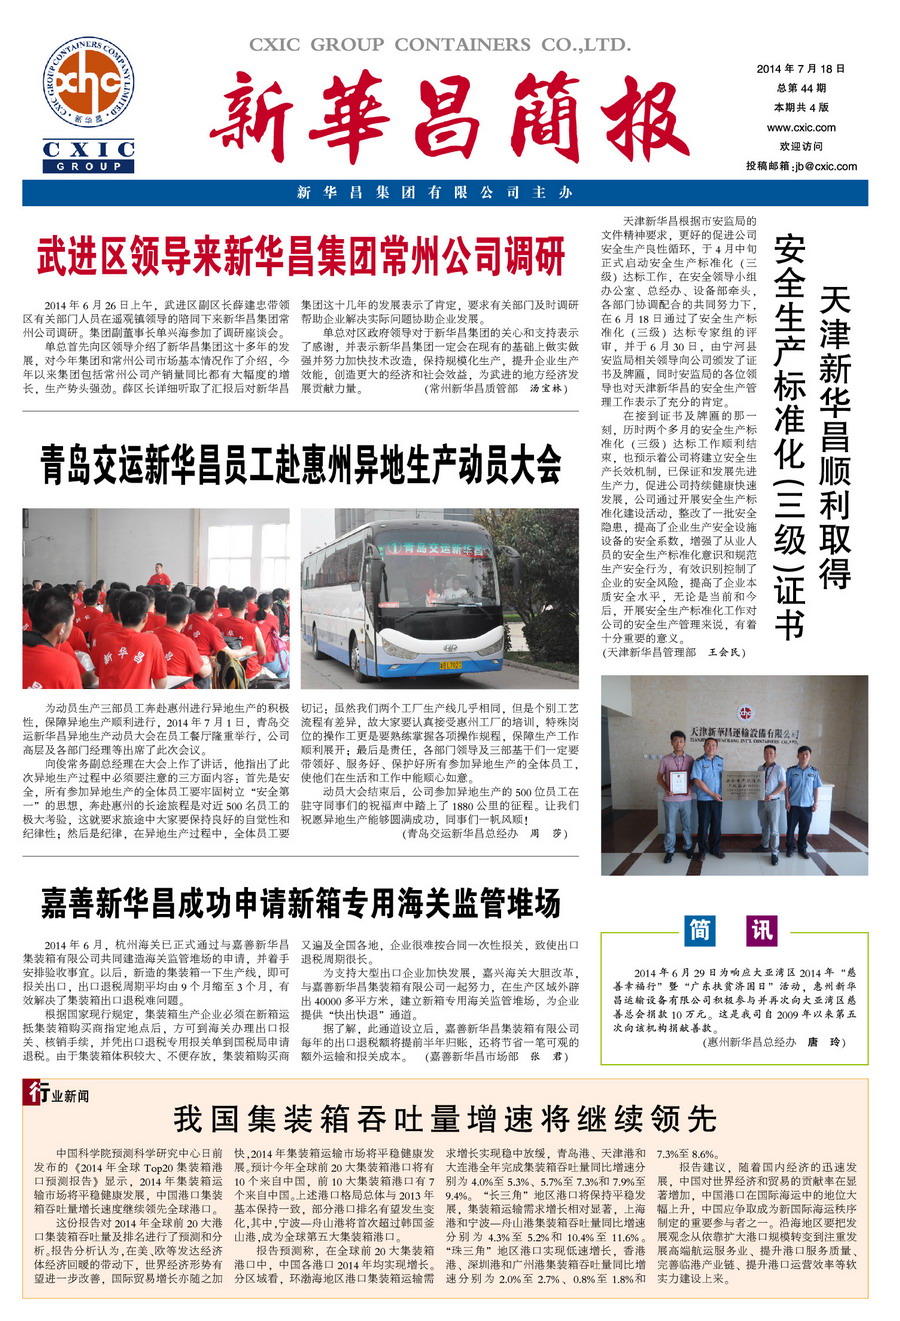 CXIC GROUP CONTAINERS CO.,LTD.
CXIC GROUP CONTAINERS COMPANY LIMITED
cxhc
新华昌
CXIC
GROUP
新華昌簡报
2014 年 7 月 18 日
总第 44 期
本期共 4 版
www.cxic.com
欢迎访问
投稿邮箱:jb@cxic.com
新华昌集团有限公司主办
武进区领导来新华昌集团常州公司调研
2014 年 6 月 26 日上午，武进区副区长薛建忠带领
区有关部门人员在遥观镇领导的陪同下来新华昌集团常
州公司调研。集团副董事长单兴海参加了调研座谈会。
单总首先向区领导介绍了新华昌集团这十多年的发
展，对今年集团和常州公司市场基本情况作了介绍，今
年以来集团包括常州公司产销量同比都有大幅度的增
长，生产势头强劲。薛区长详细听取了汇报后对新华昌
集团这十几年的发展表示了肯定，要求有关部门及时调研
帮助企业解决实际问题协助企业发展。
单总对区政府领导对于新华昌集团的关心和支持表示
了感谢，并表示新华昌集团一定会在现有的基础上做实做
强并努力加快技术改造，保持规模化生产，提升企业生产
效能，创造更大的经济和社会效益，为武进的地方经济发
展贡献力量。 (常州新华昌质管部 汤宝林)
青岛交运新华昌员工赴惠州异地生产动员大会
新华昌
青岛交运新华昌
为动员生产三部员工奔赴惠州进行异地生产的积极
性，保障异地生产顺利进行，2014 年 7 月 1 日，青岛交
运新华昌异地生产动员大会在员工餐厅隆重举行，公司
高层及各部门经理等出席了此次会议。
向俊常务副总经理在大会上作了讲话，他指出了此
次异地生产过程中必须要注意的三方面内容：首先是安
全，所有参加异地生产的全体员工要牢固树立“安全第
一”的思想，奔赴惠州的长途旅程是对近 500 名员工的
极大考验，这就要求旅途中大家要保持良好的自觉性和
纪律性；然后是纪律，在异地生产过程中，全体员工要
切记：虽然我们两个工厂生产线几乎相同，但是个别工艺
流程有差异，故大家要认真接受惠州工厂的培训，特殊岗
位的操作工更是要熟练掌握各项操作规程，保障生产工作
顺利展开；最后是责任，各部门领导及三部基干们一定要
带领好、服务好、保护好所有参加异地生产的全体员工，
使他们在生活和工作中能顺心如意。
动员大会结束后，公司参加异地生产的 500 位员工在
驻守同事们的祝福声中踏上了 1880 公里的征程。让我们
祝愿异地生产能够圆满成功，同事们一帆风顺！
(青岛交运新华昌总经办 周 莎)
嘉善新华昌成功申请新箱专用海关监管堆场
2014 年 6 月，杭州海关已正式通过与嘉善新华昌
集装箱有限公司共同建造海关监管堆场的申请，并着手
安排验收事宜。以后，新造的集装箱一下生产线，即可
报关出口，出口退税周期平均由 9 个月缩至 3 个月，有
效解决了集装箱出口退税难问题。
根据国家现行规定，集装箱生产企业必须在新箱运
抵集装箱购买商指定地点后，方可到海关办理出口报
关、核销手续，并凭出口退税专用报关单到国税局申请
退税。由于集装箱体积较大、不便存放，集装箱购买商
又遍及全国各地，企业很难按合同一次性报关，致使出口
退税周期很长。
为支持大型出口企业加快发展，嘉兴海关大胆改革，
与嘉善新华昌集装箱有限公司一起努力，在生产区域外辟
出 40000 多平方米，建立新箱专用海关监管堆场，为企业
提供“快出快退”通道。
据了解，此通道设立后，嘉善新华昌集装箱有限公司
每年的出口退税额将提前半年归账，还将节省一笔可观的
额外运输和报关成本。 (嘉善新华昌市场部 张 君)
天津新华昌顺利取得
安全生产标准化(三级)证书
天津新华昌根据市安监局的
文件精神要求，更好的促进公司
安全生产良性循环，于 4 月中旬
正式启动安全生产标准化 (三
级) 达标工作，在安全领导小组
办公室、总经办、设备部牵头，
各部门协调配合的共同努力下，
在 6 月 18 日通过了安全生产标
准化 (三级) 达标专家组的评
审，并于 6 月 30 日，由宁河县
安监局相关领导向公司颁发了证
书及牌匾，同时安监局的各位领
导也对天津新华昌的安全生产管
理工作表示了充分的肯定。
在接到证书及牌匾的那一
刻，历时两个多月的安全生产标
准化 (三级) 达标工作顺利结
束，也预示着公司将建立安全生
产长效机制，已保证和发展先进
生产力，促进公司持续健康快速
发展，公司通过开展安全生产标
准化建设活动，整改了一批安全
隐患，提高了企业生产安全设施
设备的安全系数，增强了从业人
员的安全生产标准化意识和规范
生产安全行为，有效识别控制了
企业的安全风险，提高了企业本
质安全水平，无论是当前和今
后，开展安全生产标准化工作对
公司的安全生产管理来说，有着
十分重要的意义。
(天津新华昌管理部 王会民)
天津新华昌运输设备有限公司
简讯
2014 年 6 月 29 日为响应大亚湾区 2014 年“慈
善幸福行”暨“广东扶贫济困日”活动，惠州新华
昌运输设备有限公司积极参与并再次向大亚湾区慈
善总会捐款 10 万元。这是我司自 2009 年以来第五
次向该机构捐献善款。
(惠州新华昌总经办 唐 玲)
行业新闻
我国集装箱吞吐量增速将继续领先
中国科学院预测科学研究中心日前
发布的《2014 年全球 Top20 集装箱港
口预测报告》显示，2014 年集装箱运
输市场将平稳健康发展，中国港口集装
箱吞吐量增长速度继续领先全球港口。
这份报告对 2014 年全球前 20 大港
口集装箱吞吐量及排名进行了预测和分
析。报告分析认为，在美、欧等发达经济
体经济回暖的带动下，世界经济形势有
望进一步改善，国际贸易增长亦随之加
快，2014 年集装箱运输市场将平稳健康发
展。预计今年全球前 20 大集装箱港口将有
10 个来自中国，前 10 大集装箱港口有 7
个来自中国。上述港口格局总体与 2013 年
基本保持一致，部分港口排名有望发生变
化，其中，宁波—舟山港将首次超过韩国釜
山港，成为全球第五大集装箱港口。
报告预测称，在全球前 20 大集装箱
港口中，中国各港口 2014 年均实现增长。
分区域看，环渤海地区港口集装箱运输需
求增长实现稳中放缓，青岛港、天津港和
大连港全年完成集装箱吞吐量同比增速分
别为 4.0%至 5.3%、5.7%至 7.3%和 7.9%至
9.4%。“长三角”地区港口将保持平稳发
展，集装箱运输需求增长相对显著，上海
港和宁波—舟山港集装箱吞吐量同比增速
分别为 4.3%至 5.2%和 10.4%至 11.6%。
“珠三角”地区港口实现低速增长，香港
港、深圳港和广州港集装箱吞吐量同比增
速分别为 2.0%至 2.7%、0.8%至 1.8%和
7.3%至 8.6%。
报告建议，随着国内经济的迅速发
展，中国对世界经济和贸易的贡献率在显
著增加，中国港口在国际海运中的地位大
幅上升，中国应争取成为新国际海运秩序
制定的重要参与者之一。沿海地区要把发
展观念从依靠扩大港口规模转变到注重发
展高端航运服务业、提升港口服务质量、
完善临港产业链、提升港口运营效率等软
实力建设上来。